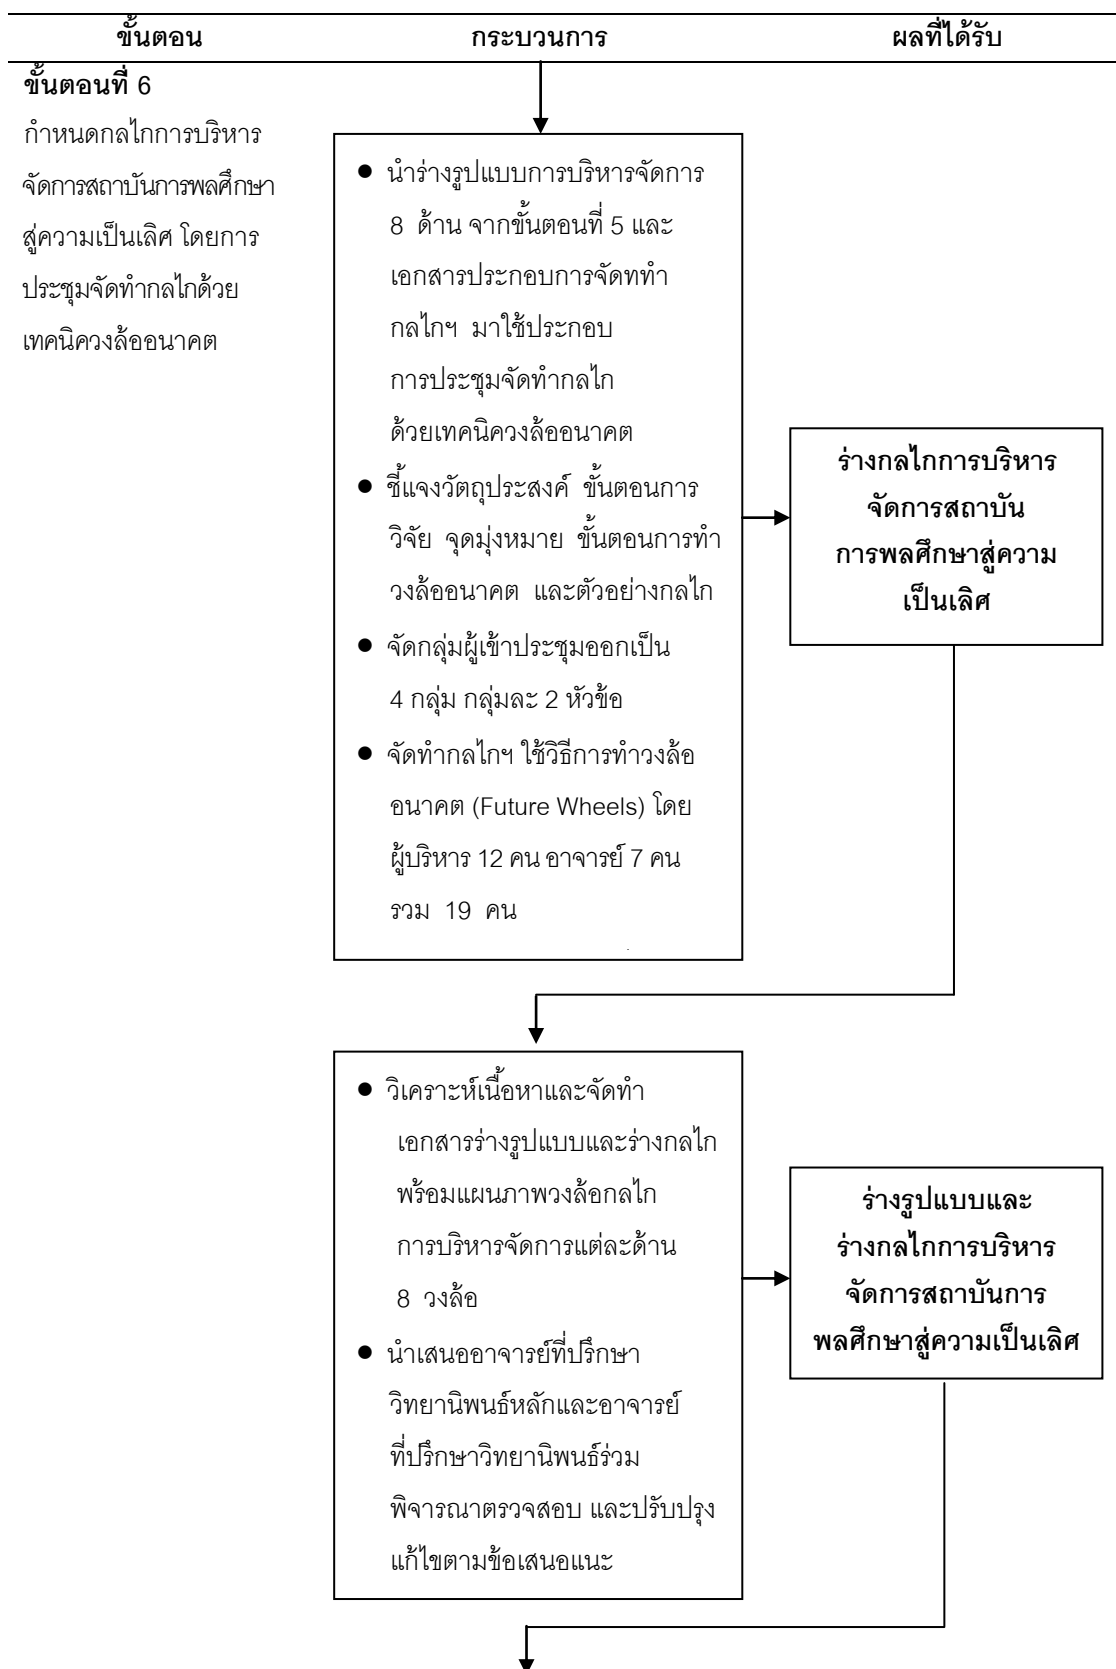 ขั้นตอน กระบวนการ ผลที่ได้รับ
ขั้นตอนที่ 6
กำหนดกลไกการบริหาร
จัดการสถาบันการพลศึกษา
สู่ความเป็นเลิศ โดยการ
ประชุมจัดทำกลไกด้วย
เทคนิควงล้ออนาคต
● นำร่างรูปแบบการบริหารจัดการ
8 ด้าน จากขั้นตอนที่ 5 และ
เอกสารประกอบการจัดททำ
กลไกฯ มาใช้ประกอบ
การประชุมจัดทำกลไก
ด้วยเทคนิควงล้ออนาคต
● ชี้แจงวัตถุประสงค์ ขั้นตอนการ
วิจัย จุดมุ่งหมาย ขั้นตอนการทำ
วงล้ออนาคต และตัวอย่างกลไก
● จัดกลุ่มผู้เข้าประชุมออกเป็น
4 กลุ่ม กลุ่มละ 2 หัวข้อ
● จัดทำกลไกฯ ใช้วิธีการทำวงล้อ
อนาคต (Future Wheels) โดย
ผู้บริหาร 12 คน อาจารย์ 7 คน
รวม 19 คน
ร่างกลไกการบริหาร
จัดการสถาบัน
การพลศึกษาสู่ความ
เป็นเลิศ
● วิเคราะห์เนื้อหาและจัดทำ
เอกสารร่างรูปแบบและร่างกลไก
พร้อมแผนภาพวงล้อกลไก
การบริหารจัดการแต่ละด้าน
8 วงล้อ
● นำเสนออาจารย์ที่ปรึกษา
วิทยานิพนธ์หลักและอาจารย์
ที่ปรึกษาวิทยานิพนธ์ร่วม
พิจารณาตรวจสอบ และปรับปรุง
แก้ไขตามข้อเสนอแนะ
ร่างรูปแบบและ
ร่างกลไกการบริหาร
จัดการสถาบันการ
พลศึกษาสู่ความเป็นเลิศ